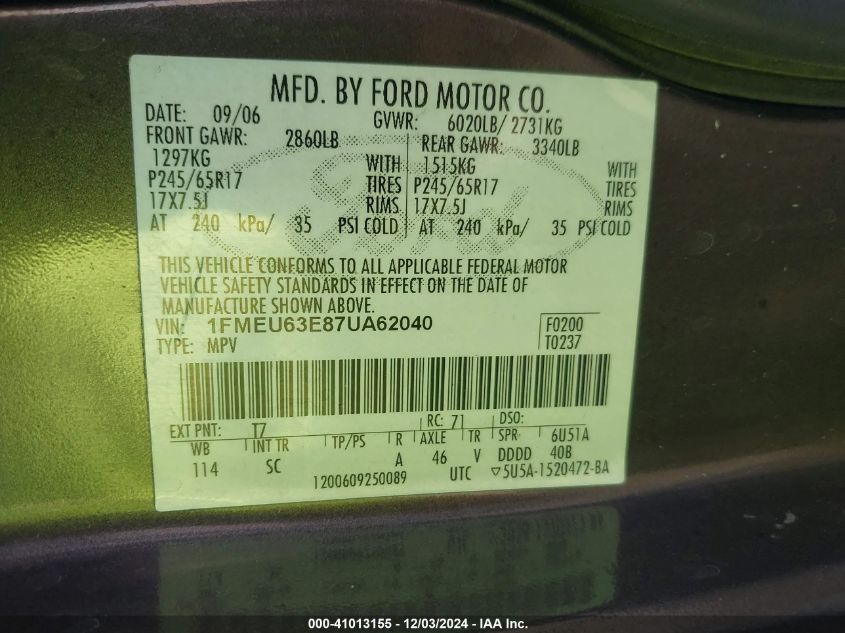 MFD. BY FORD MOTOR CO.
DATE: 09/06 GVWR: 6020LB/ 2731KG
FRONT GAWR: 2860LB REAR GAWR: 3340LB
1297KG WITH 1515KG WITH
P245/65R17 TIRES P245/65R17 TIRES
17X7.5J RIMS 17X7.5J RIMS
AT 240 kPa/ 35 PSI COLD AT 240 kPa/ 35 PSI COLD
THIS VEHICLE CONFORMS TO ALL APPLICABLE FEDERAL MOTOR
VEHICLE SAFETY STANDARDS IN EFFECT ON THE DATE OF
MANUFACTURE SHOWN ABOVE.
VIN: 1FMEU63E87UA62040 F0200
TYPE: MPV T0237
EXT PNT: T7 RC: 71 DSO:
WB INT TR TP/PS R AXLE TR SPR 6U51A
114 SC A 46 V DDDD 40B
1200609250089 UTC ▽5U5A-1520472-BA
Ford
000-41013155 - 12/03/2024 - IAA Inc.